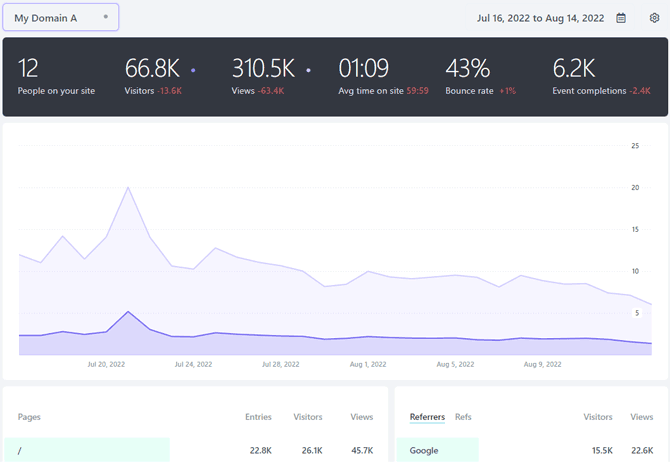 My Domain A
Jul 16, 2022 to Aug 14, 2022
12
66.8K
310.5K
01:09
43%
6.2K
People on your site
Visitors -13.6K
Views -63.4K
Avg time on site 59:59
Bounce rate +1%
Event completions -2.4K
25
20
15
10
5
Jul 20, 2022
Jul 24, 2022
Jul 28, 2022
Aug 1, 2022
Aug 5, 2022
Aug 9, 2022
Pages Entries Visitors Views
/ 22.8K 26.1K 45.7K
Referrers Refs Visitors Views
Google 15.5K 22.6K